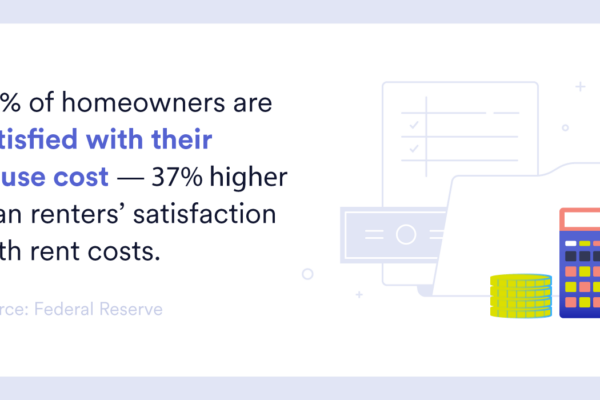 % of homeowners are
tisfied with their
use cost — 37% higher
an renters’ satisfaction
th rent costs.
rce: Federal Reserve